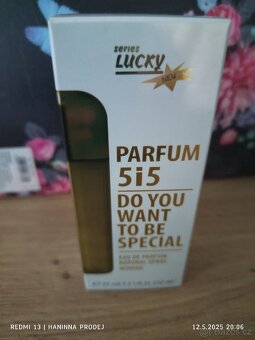 series
LUCKY
NEW
PARFUM
5i5
DO YOU
WANT
TO BE
SPECIAL
EAU DE PARFUM
NATURAL SPRAY
WOMAN
REDMI 13 | HANINNA PRODEJ
12.5.2025 20:06